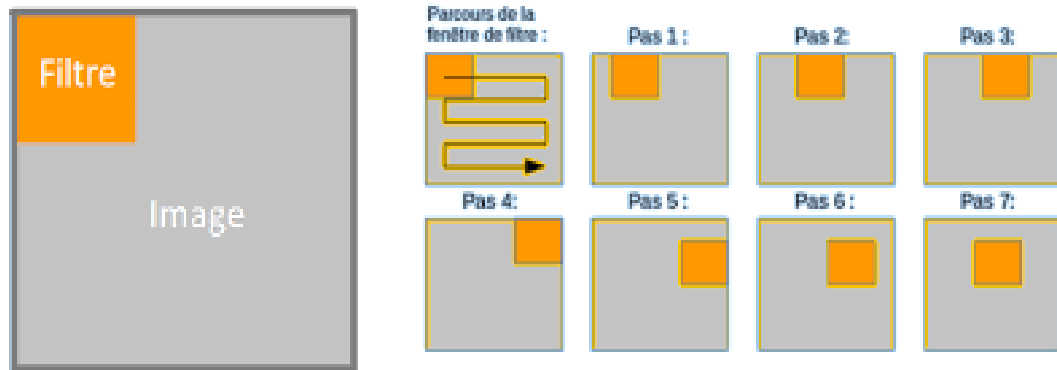 Filtre
Image
Parcours de la
fenêtre de filtre :
Pas 1 :
Pas 2:
Pas 3:
Pas 4:
Pas 5 :
Pas 6 :
Pas 7: